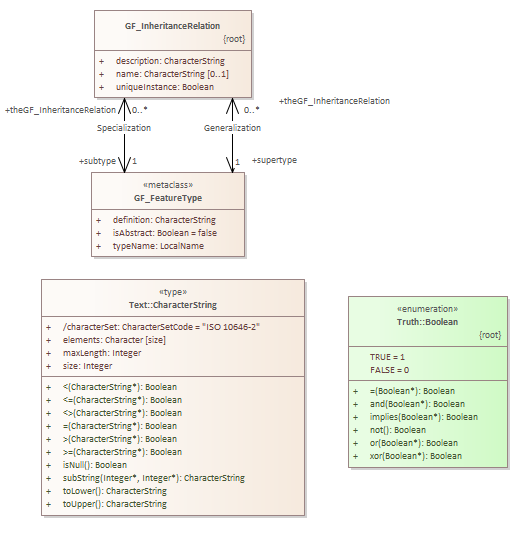 GF_InheritanceRelation
{root}
+ description: CharacterString
+ name: CharacterString [0..1]
+ uniqueInstance: Boolean
+theGF_InheritanceRelation 0..* 0..* +theGF_InheritanceRelation
Specialization Generalization
+subtype 1 1 +supertype
«metaclass»
GF_FeatureType
+ definition: CharacterString
+ isAbstract: Boolean = false
+ typeName: LocalName
«type»
Text::CharacterString
+ /characterSet: CharacterSetCode = "ISO 10646-2"
+ elements: Character [size]
+ maxLength: Integer
+ size: Integer
+ <(CharacterString*): Boolean
+ <=(CharacterString*): Boolean
+ <>(CharacterString*): Boolean
+ =(CharacterString*): Boolean
+ >(CharacterString*): Boolean
+ >=(CharacterString*): Boolean
+ isNull(): Boolean
+ subString(Integer*, Integer*): CharacterString
+ toLower(): CharacterString
+ toUpper(): CharacterString
«enumeration»
Truth::Boolean
{root}
TRUE = 1
FALSE = 0
+ =(Boolean*): Boolean
+ and(Boolean*): Boolean
+ implies(Boolean*): Boolean
+ not(): Boolean
+ or(Boolean*): Boolean
+ xor(Boolean*): Boolean